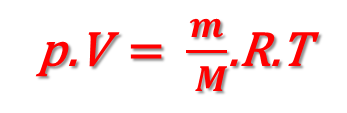 p.V = m/M .R.T